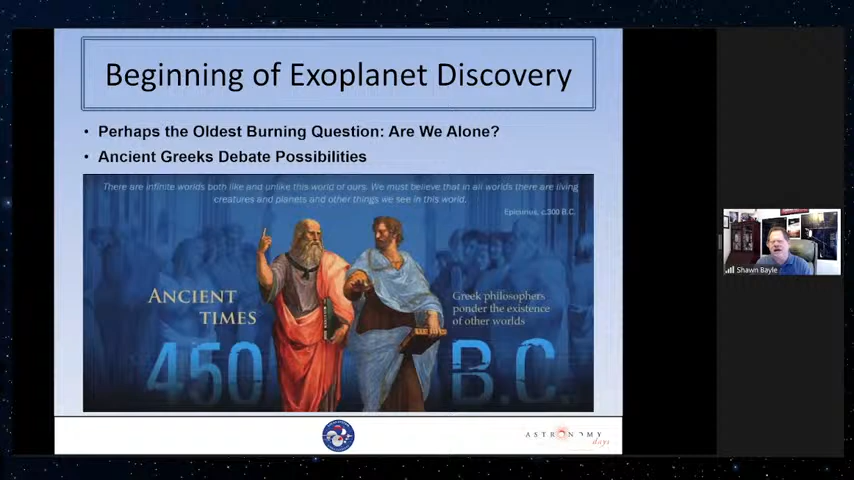 Beginning of Exoplanet Discovery
• Perhaps the Oldest Burning Question: Are We Alone?
• Ancient Greeks Debate Possibilities
There are infinite worlds both like and unlike this world of ours. We must believe that in all worlds there are living
creatures and planets and other things we see in this world.
Epicurus, c.300 B.C.
ANCIENT
TIMES
Greek philosophers
ponder the existence
of other worlds
450 B.C.
ASTRONOMY
days
Shawn Bayle